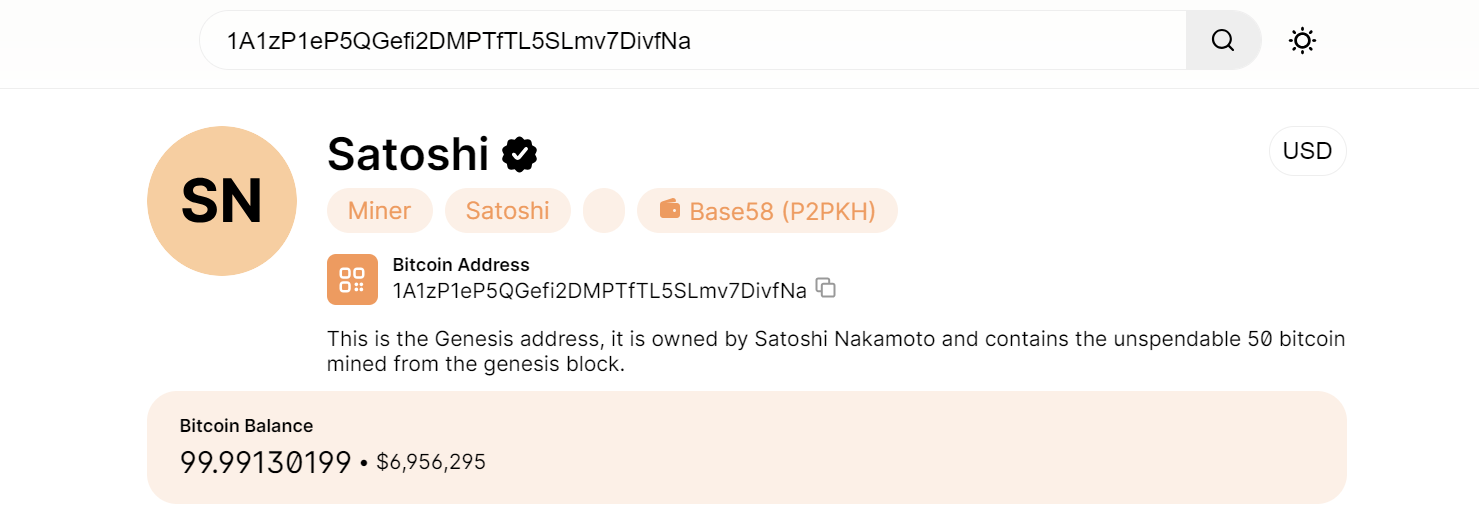 1A1zP1eP5QGefi2DMPTfTL5SLmv7DivfNa
SN
Satoshi
USD
Miner Satoshi Base58 (P2PKH)
Bitcoin Address
1A1zP1eP5QGefi2DMPTfTL5SLmv7DivfNa
This is the Genesis address, it is owned by Satoshi Nakamoto and contains the unspendable 50 bitcoin
mined from the genesis block.
Bitcoin Balance
99.99130199 • $6,956,295